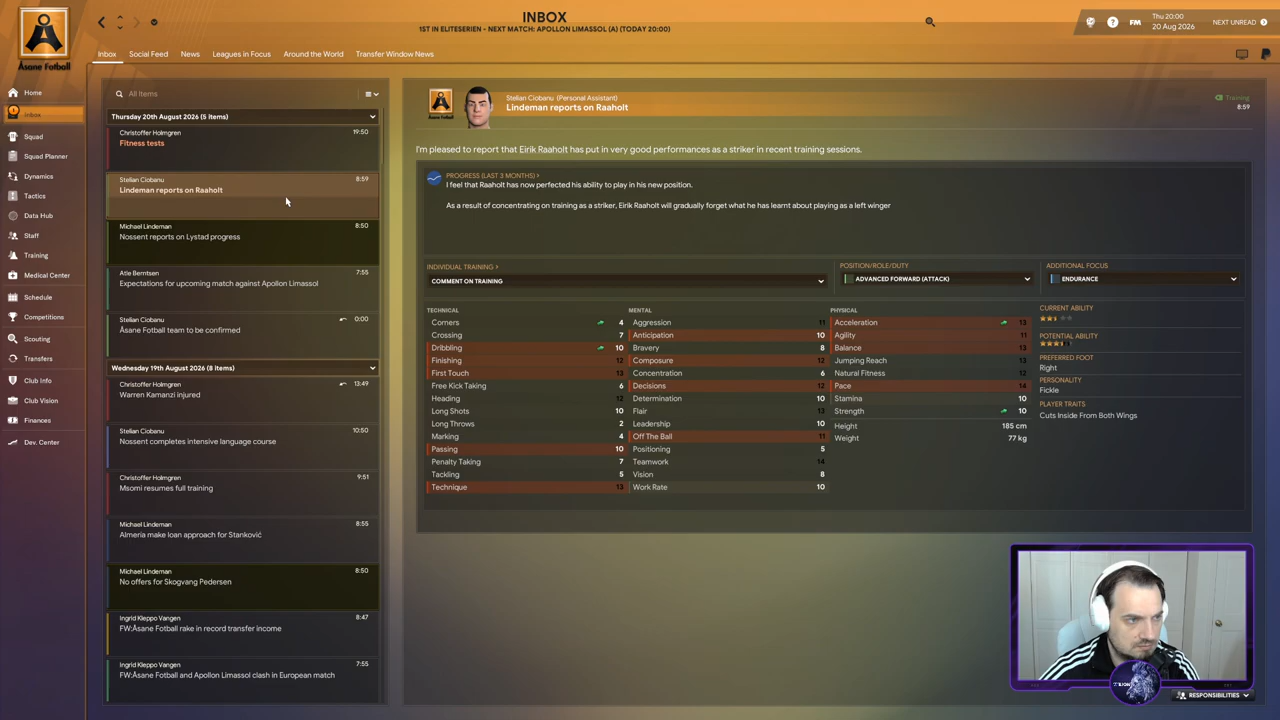 INBOX
1ST IN ELITESERIEN - NEXT MATCH: APOLLON LIMASSOL (A) (TODAY 20:00)
FM
Thu 20:00
20 Aug 2026
NEXT UNREAD
Åsane Fotball
Inbox
Social Feed
News
Leagues in Focus
Around the World
Transfer Window News
Home
Inbox
Squad
Squad Planner
Dynamics
Tactics
Data Hub
Staff
Training
Medical Center
Schedule
Competitions
Scouting
Transfers
Club Info
Club Vision
Finances
Dev. Center
All Items
Thursday 20th August 2026 (5 items)
Christoffer Holmgren 19:50
Fitness tests
Stelian Ciobanu 8:59
Lindeman reports on Raaholt
Michael Lindeman 8:50
Nossent reports on Lystad progress
Atle Berntsen 7:55
Expectations for upcoming match against Apollon Limassol
Stelian Ciobanu 0:00
Åsane Fotball team to be confirmed
Wednesday 19th August 2026 (8 items)
Christoffer Holmgren 13:49
Warren Kamanzi injured
Stelian Ciobanu 10:50
Nossent completes intensive language course
Christoffer Holmgren 9:51
Msomi resumes full training
Michael Lindeman 8:55
Almeria make loan approach for Stanković
Michael Lindeman 8:50
No offers for Skogvang Pedersen
Ingrid Kleppo Vangen 8:47
FW:Åsane Fotball rake in record transfer income
Ingrid Kleppo Vangen 7:55
FW:Åsane Fotball and Apollon Limassol clash in European match
Åsane Fotball
Stelian Ciobanu (Personal Assistant)
Lindeman reports on Raaholt
Training
8:59
I'm pleased to report that Eirik Raaholt has put in very good performances as a striker in recent training sessions.
PROGRESS (LAST 3 MONTHS) >
I feel that Raaholt has now perfected his ability to play in his new position.
As a result of concentrating on training as a striker, Eirik Raaholt will gradually forget what he has learnt about playing as a left winger
INDIVIDUAL TRAINING >
COMMENT ON TRAINING
POSITION/ROLE/DUTY
ADVANCED FORWARD (ATTACK)
ADDITIONAL FOCUS
ENDURANCE
TECHNICAL
Corners 4
Crossing 7
Dribbling 10
Finishing 12
First Touch 13
Free Kick Taking 6
Heading 12
Long Shots 10
Long Throws 2
Marking 4
Passing 10
Penalty Taking 7
Tackling 5
Technique 13
MENTAL
Aggression 11
Anticipation 10
Bravery 8
Composure 12
Concentration 6
Decisions 12
Determination 10
Flair 13
Leadership 10
Off The Ball 11
Positioning 5
Teamwork 14
Vision 8
Work Rate 10
PHYSICAL
Acceleration 13
Agility 11
Balance 13
Jumping Reach 13
Natural Fitness 12
Pace 14
Stamina 10
Strength 10
Height 185 cm
Weight 77 kg
CURRENT ABILITY
POTENTIAL ABILITY
PREFERRED FOOT
Right
PERSONALITY
Fickle
PLAYER TRAITS
Cuts Inside From Both Wings
RESPONSIBILITIES